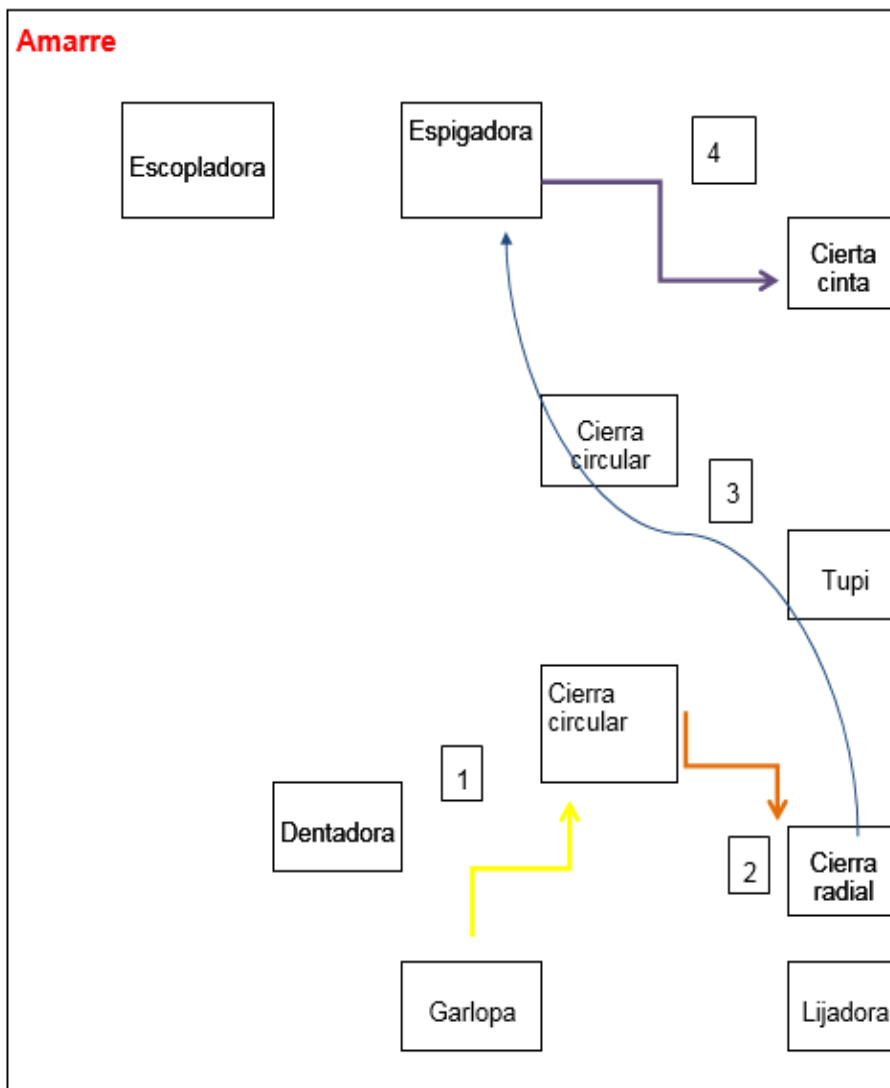 Amarre
Escopladora
Espigadora
4
Cierta
cinta
Cierra
circular
3
Tupi
Cierra
circular
1
Dentadora
2
Cierra
radial
Garlopa
Lijadora